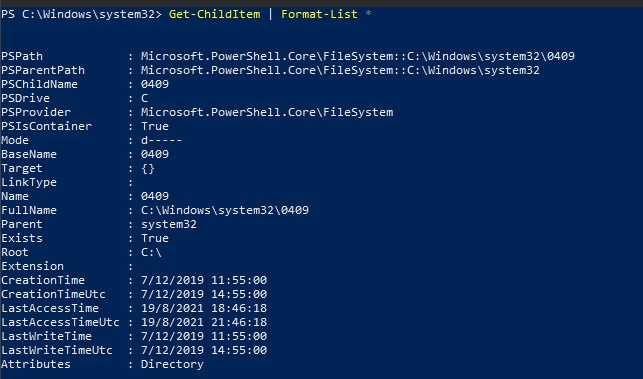 PS C:\Windows\system32> Get-ChildItem | Format-List *
PSPath            : Microsoft.PowerShell.Core\FileSystem::C:\Windows\system32\0409
PSParentPath      : Microsoft.PowerShell.Core\FileSystem::C:\Windows\system32
PSChildName       : 0409
PSDrive           : C
PSProvider        : Microsoft.PowerShell.Core\FileSystem
PSIsContainer     : True
Mode              : d-----
BaseName          : 0409
Target            : {}
LinkType          :
Name              : 0409
FullName          : C:\Windows\system32\0409
Parent            : system32
Exists            : True
Root              : C:\
Extension         :
CreationTime      : 7/12/2019 11:55:00
CreationTimeUtc   : 7/12/2019 14:55:00
LastAccessTime    : 19/8/2021 18:46:18
LastAccessTimeUtc : 19/8/2021 21:46:18
LastWriteTime     : 7/12/2019 11:55:00
LastWriteTimeUtc  : 7/12/2019 14:55:00
Attributes        : Directory